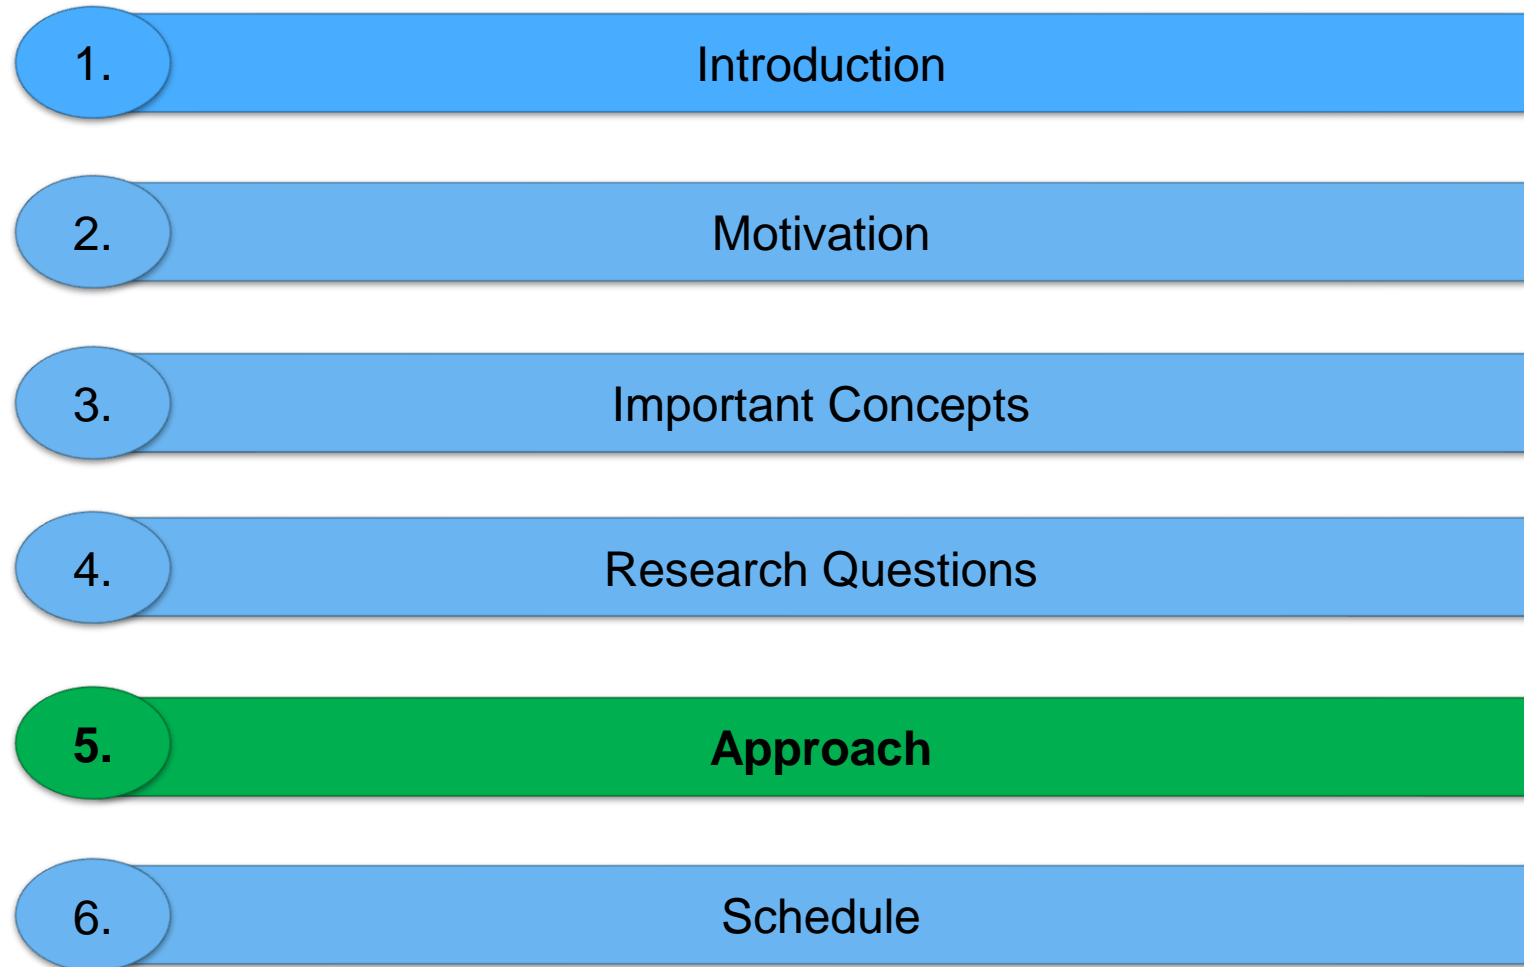 1. Introduction
2. Motivation
3. Important Concepts
4. Research Questions
5. Approach
6. Schedule